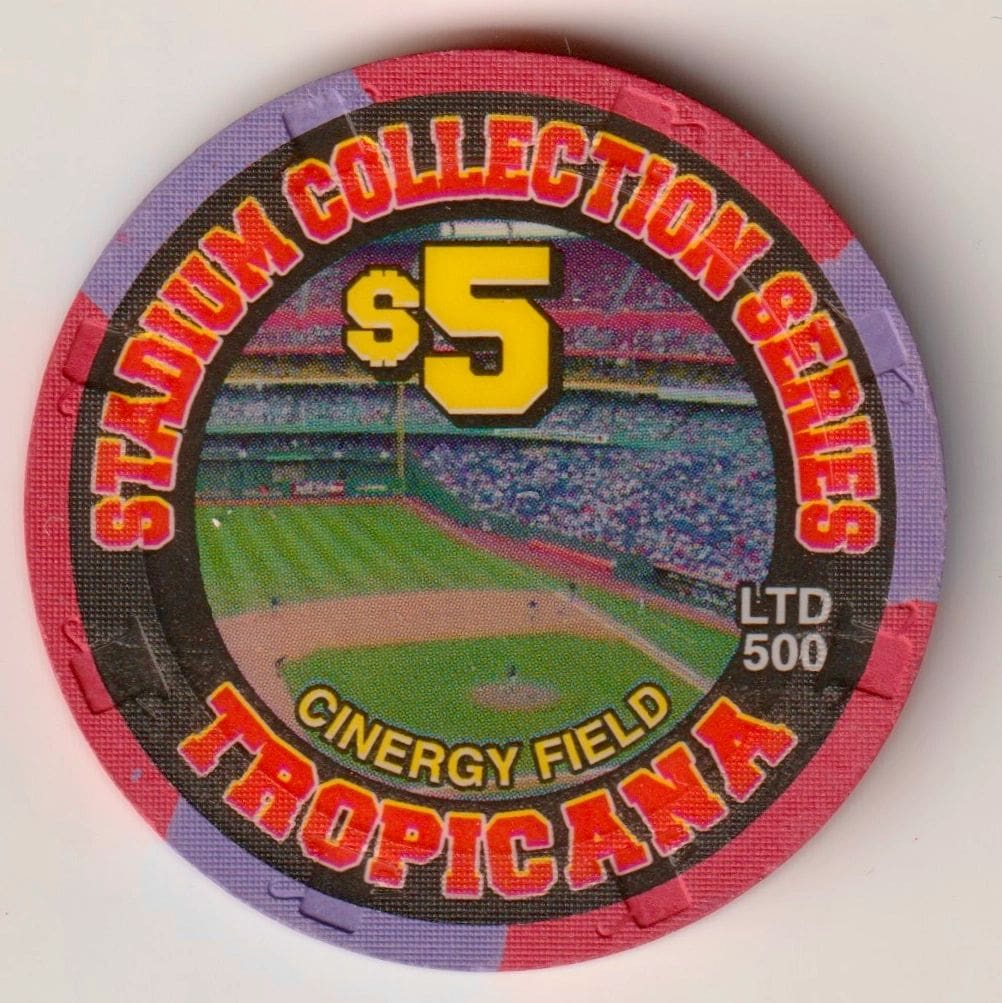 STADIUM COLLECTION SERIES
$5
LTD
500
CINERGY FIELD
TROPICANA